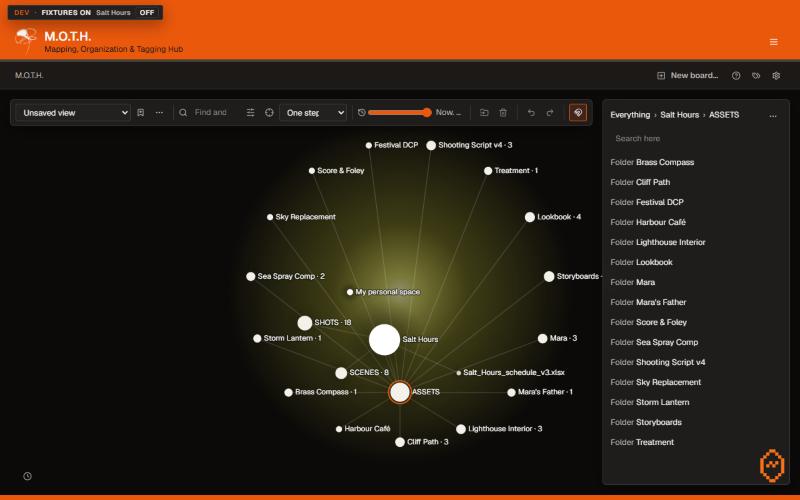 DEV · FIXTURES ON Salt Hours OFF
M.O.T.H.
Mapping, Organization & Tagging Hub
M.O.T.H.
New board...
Unsaved view
Find and
One step
Now. ...
Everything › Salt Hours › ASSETS
Search here
Folder Brass Compass
Folder Cliff Path
Folder Festival DCP
Folder Harbour Café
Folder Lighthouse Interior
Folder Lookbook
Folder Mara
Folder Mara's Father
Folder Score & Foley
Folder Sea Spray Comp
Folder Shooting Script v4
Folder Sky Replacement
Folder Storm Lantern
Folder Storyboards
Folder Treatment
Festival DCP
Shooting Script v4 · 3
Score & Foley
Treatment · 1
Sky Replacement
Lookbook · 4
Sea Spray Comp · 2
Storyboards ·
My personal space
SHOTS · 18
Salt Hours
Storm Lantern · 1
Mara · 3
SCENES · 8
Salt_Hours_schedule_v3.xlsx
Brass Compass · 1
ASSETS
Mara's Father · 1
Harbour Café
Lighthouse Interior · 3
Cliff Path · 3